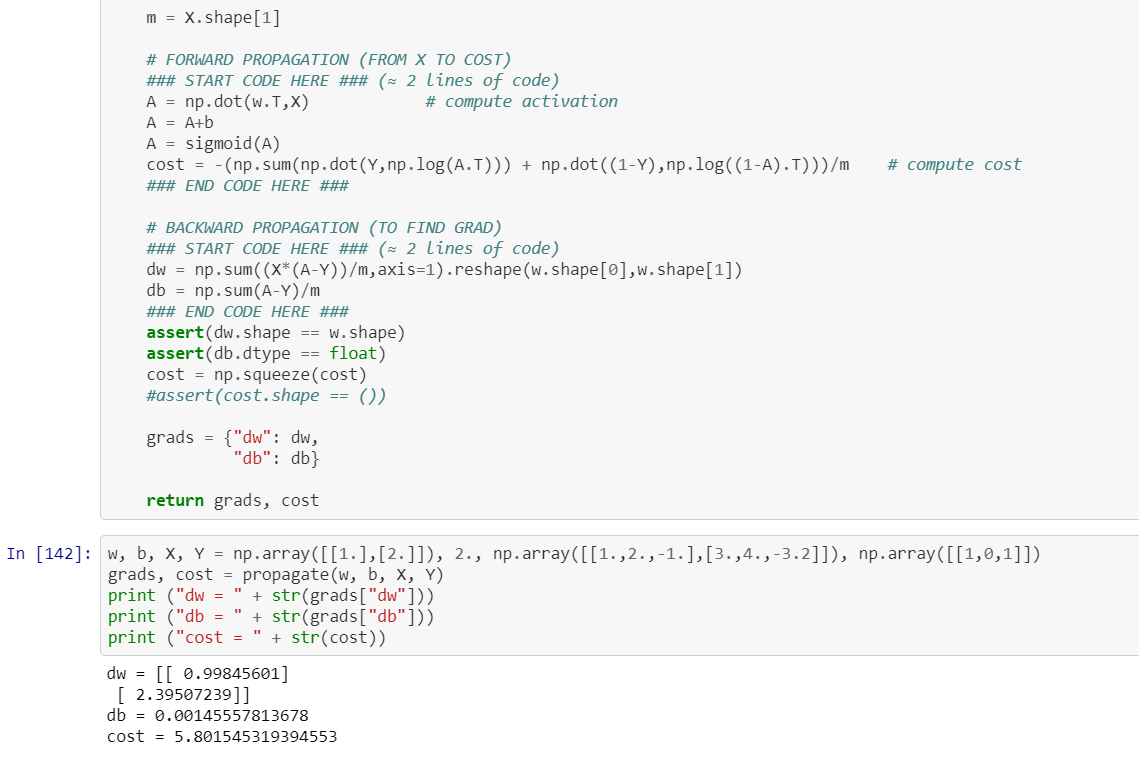 m = X.shape[1]
# FORWARD PROPAGATION (FROM X TO COST)
### START CODE HERE ### (≈ 2 lines of code)
A = np.dot(w.T,X)            # compute activation
A = A+b
A = sigmoid(A)
cost = -(np.sum(np.dot(Y,np.log(A.T))) + np.dot((1-Y),np.log((1-A).T)))/m    # compute cost
### END CODE HERE ###
# BACKWARD PROPAGATION (TO FIND GRAD)
### START CODE HERE ### (≈ 2 lines of code)
dw = np.sum((X*(A-Y))/m,axis=1).reshape(w.shape[0],w.shape[1])
db = np.sum(A-Y)/m
### END CODE HERE ###
assert(dw.shape == w.shape)
assert(db.dtype == float)
cost = np.squeeze(cost)
#assert(cost.shape == ())
grads = {"dw": dw,
         "db": db}
return grads, cost
In [142]: w, b, X, Y = np.array([[1.],[2.]]), 2., np.array([[1.,2.,-1.],[3.,4.,-3.2]]), np.array([[1,0,1]])
grads, cost = propagate(w, b, X, Y)
print ("dw = " + str(grads["dw"]))
print ("db = " + str(grads["db"]))
print ("cost = " + str(cost))
dw = [[ 0.99845601]
 [ 2.39507239]]
db = 0.00145557813678
cost = 5.801545319394553